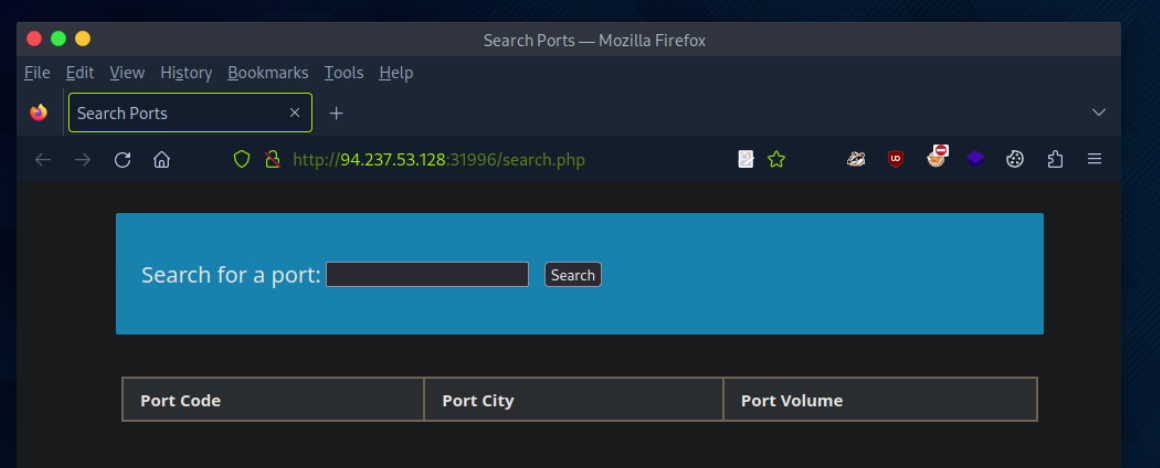 Search Ports — Mozilla Firefox
File Edit View History Bookmarks Tools Help
Search Ports
http://94.237.53.128:31996/search.php
Search for a port: Search
Port Code Port City Port Volume